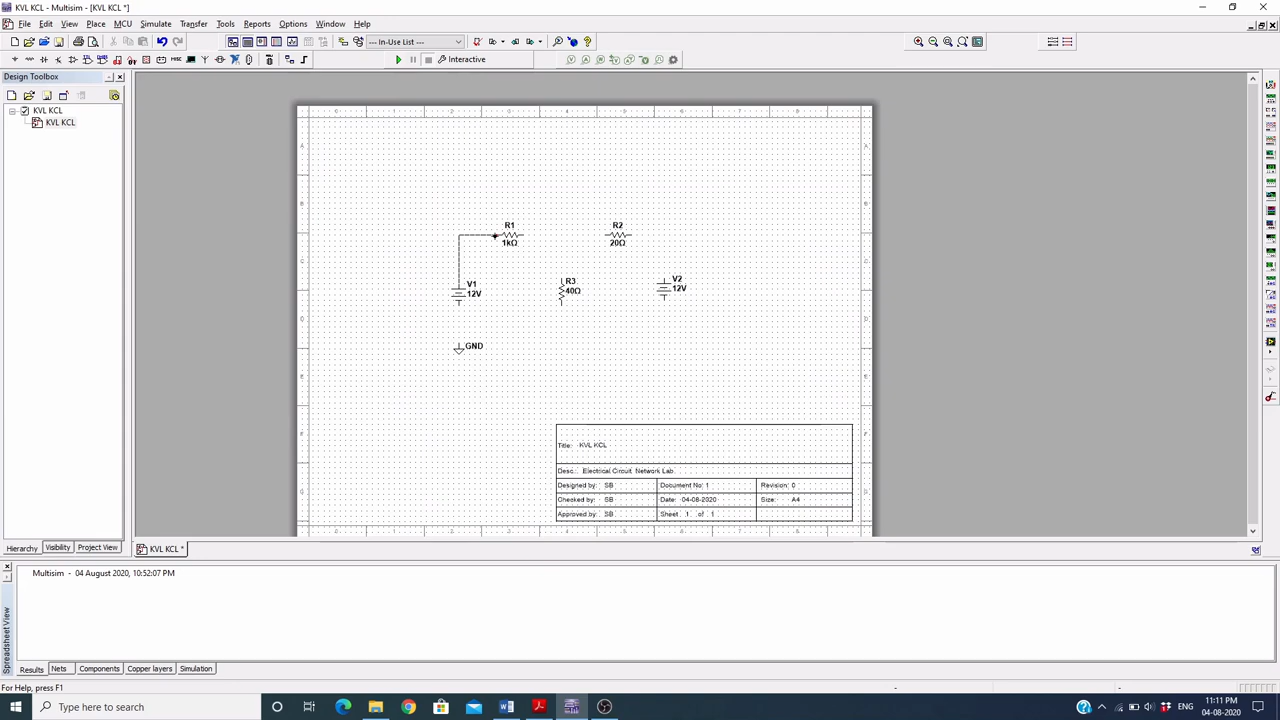 KVL KCL - Multisim - [KVL KCL *]
File Edit View Place MCU Simulate Transfer Tools Reports Options Window Help
--- In-Use List ---
Interactive
Design Toolbox
KVL KCL
KVL KCL
R1
1kΩ
R2
20Ω
V1
12V
R3
40Ω
V2
12V
GND
Title: KVL KCL
Desc.: Electrical Circuit Network Lab
Designed by: SB Document No: 1 Revision: 0
Checked by: SB Date: 04-08-2020 Size: A4
Approved by: SB Sheet 1 of 1
Hierarchy Visibility Project View
KVL KCL *
Multisim - 04 August 2020, 10:52:07 PM
Spreadsheet View
Results Nets Components Copper layers Simulation
For Help, press F1
Type here to search
11:11 PM
04-08-2020